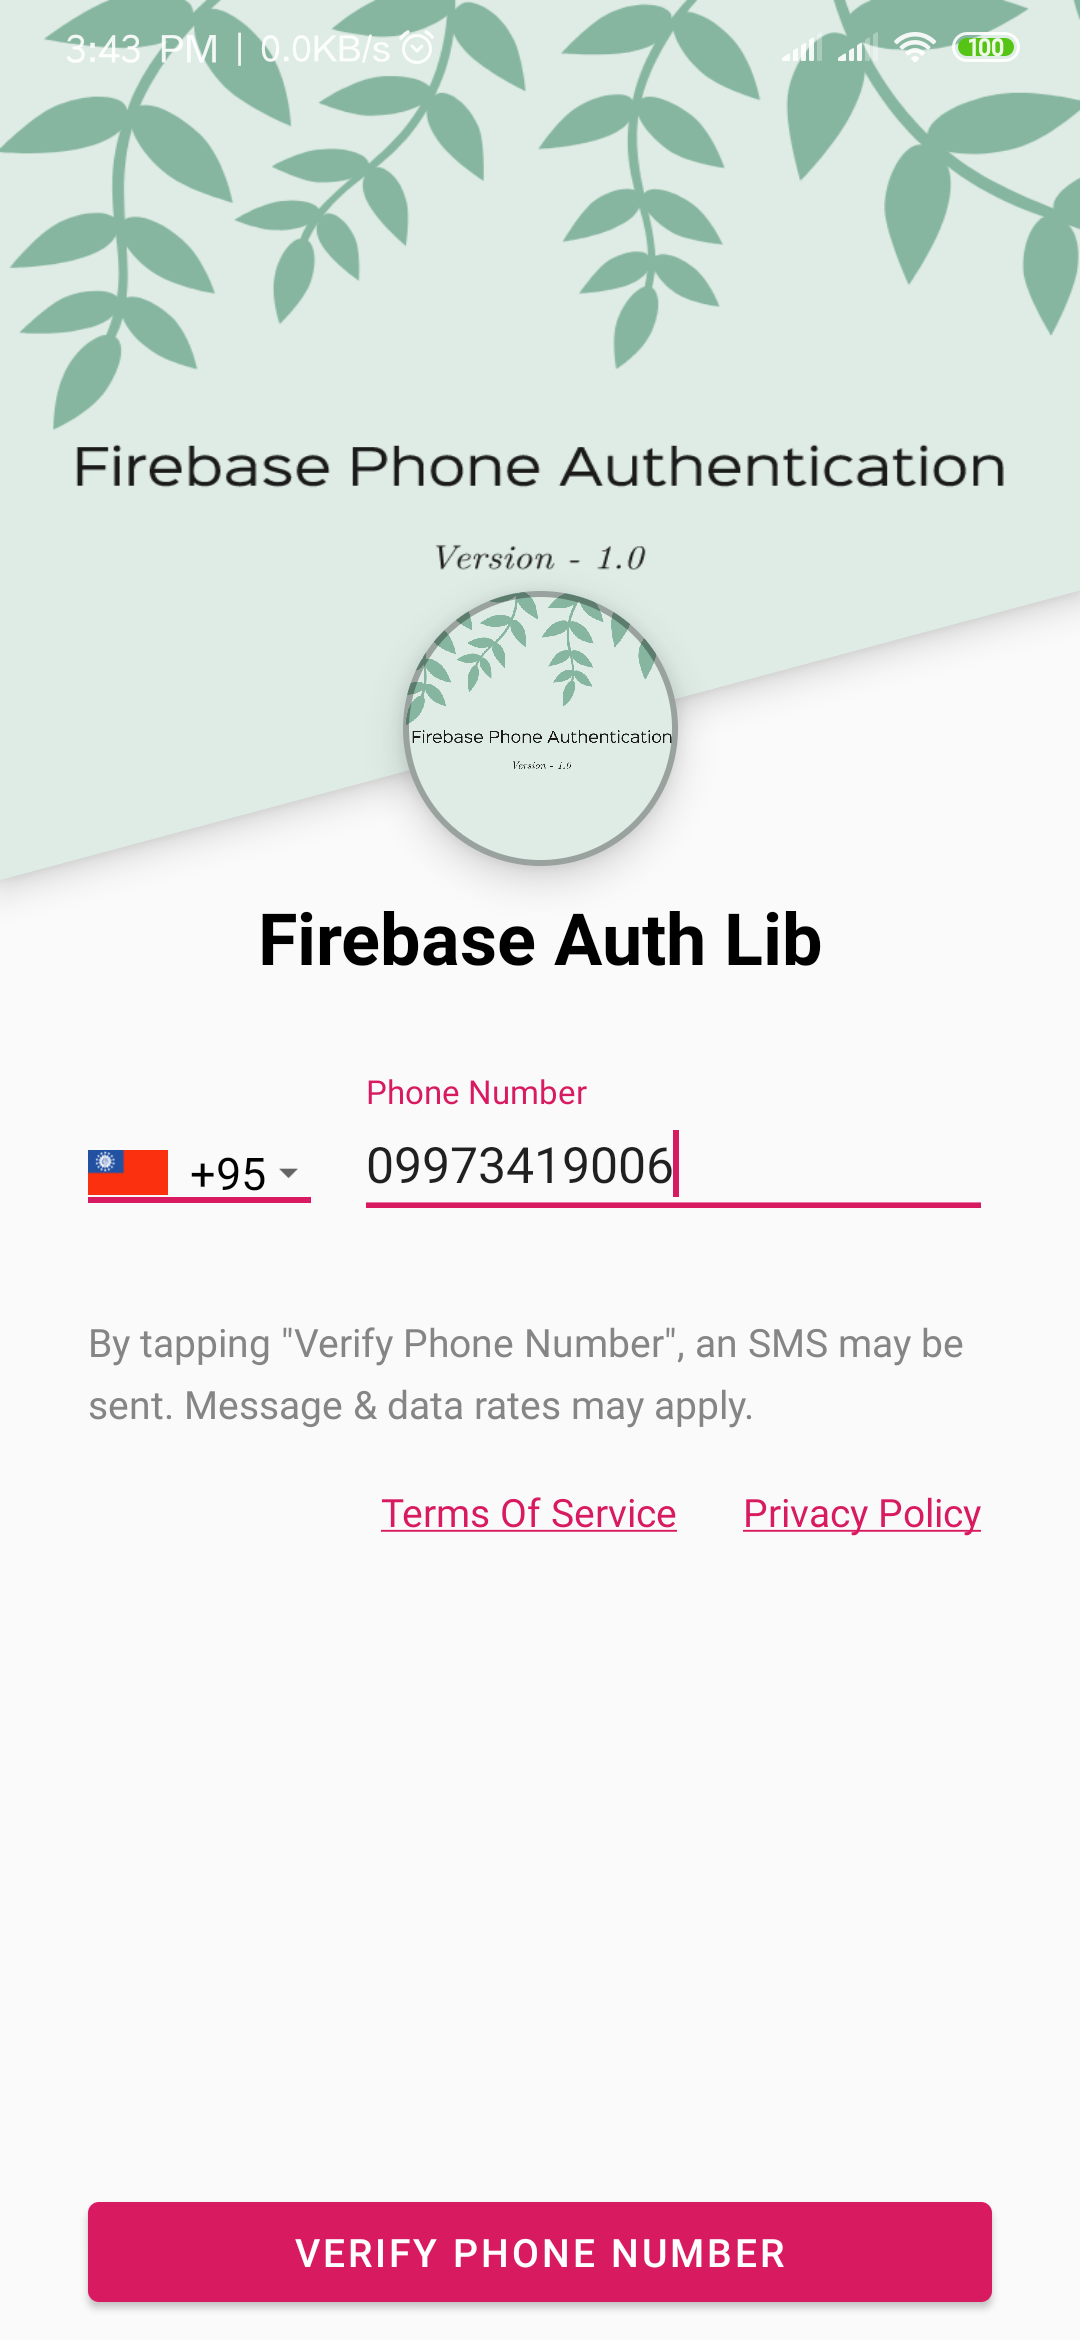 3:43 PM | 0.0KB/s
100
Firebase Phone Authentication
Version - 1.0
Firebase Phone Authentication
Version - 1.0
Firebase Auth Lib
Phone Number
+95 09973419006
By tapping "Verify Phone Number", an SMS may be
sent. Message & data rates may apply.
Terms Of Service Privacy Policy
VERIFY PHONE NUMBER